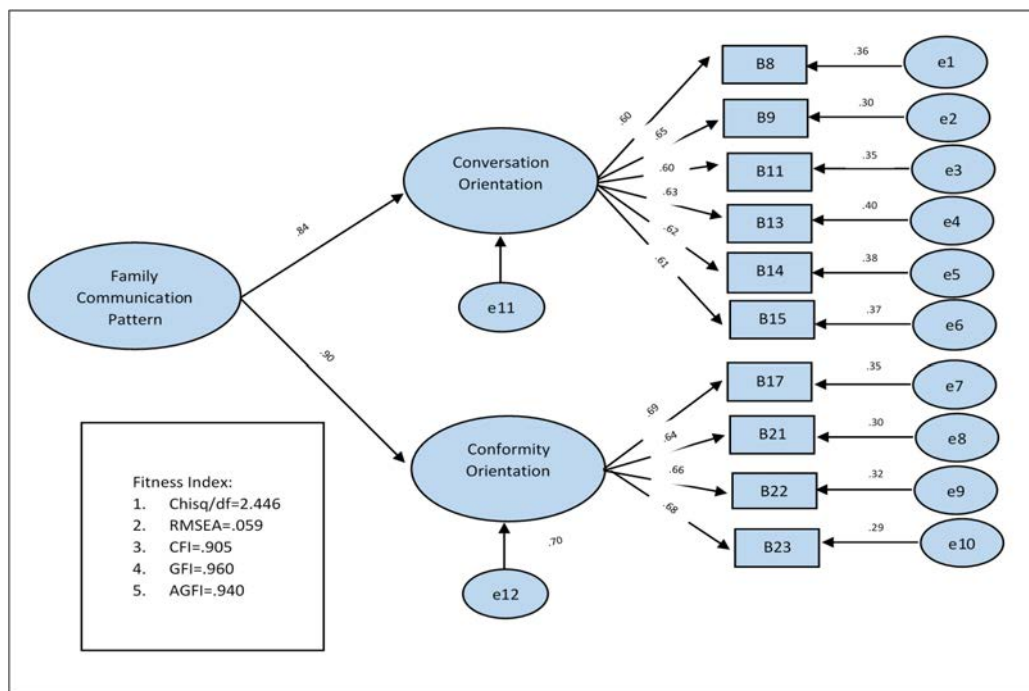 B8
.36
e1
.60
B9
.30
e2
.65
Conversation
Orientation
.60
B11
.35
e3
.63
B13
.40
e4
.84
.62
B14
.38
e5
.61
Family
Communication
Pattern
e11
B15
.37
e6
.90
B17
.35
e7
.69
.64
B21
.30
e8
Conformity
Orientation
.66
B22
.32
e9
.68
B23
.29
e10
.70
e12
Fitness Index:
1. Chisq/df=2.446
2. RMSEA=.059
3. CFI=.905
4. GFI=.960
5. AGFI=.940